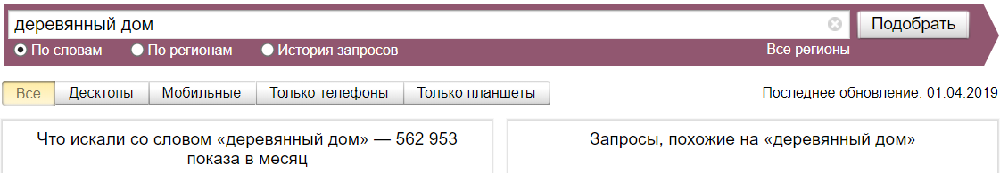 деревянный дом Подобрать
По словам По регионам История запросов Все регионы
Все Десктопы Мобильные Только телефоны Только планшеты Последнее обновление: 01.04.2019
Что искали со словом «деревянный дом» — 562 953
показа в месяц
Запросы, похожие на «деревянный дом»